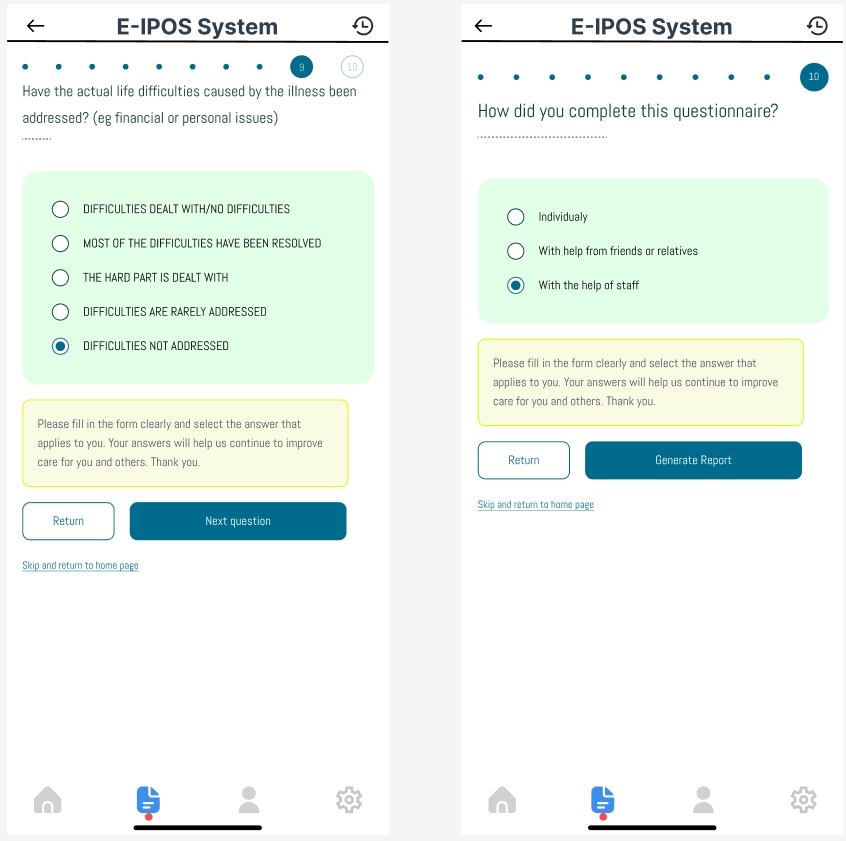 E-IPOS System
9
10
Have the actual life difficulties caused by the illness been
addressed? (eg financial or personal issues)
DIFFICULTIES DEALT WITH/NO DIFFICULTIES
MOST OF THE DIFFICULTIES HAVE BEEN RESOLVED
THE HARD PART IS DEALT WITH
DIFFICULTIES ARE RARELY ADDRESSED
DIFFICULTIES NOT ADDRESSED
Please fill in the form clearly and select the answer that
applies to you. Your answers will help us continue to improve
care for you and others. Thank you.
Return
Next question
Skip and return to home page
E-IPOS System
10
How did you complete this questionnaire?
Individualy
With help from friends or relatives
With the help of staff
Please fill in the form clearly and select the answer that
applies to you. Your answers will help us continue to improve
care for you and others. Thank you.
Return
Generate Report
Skip and return to home page